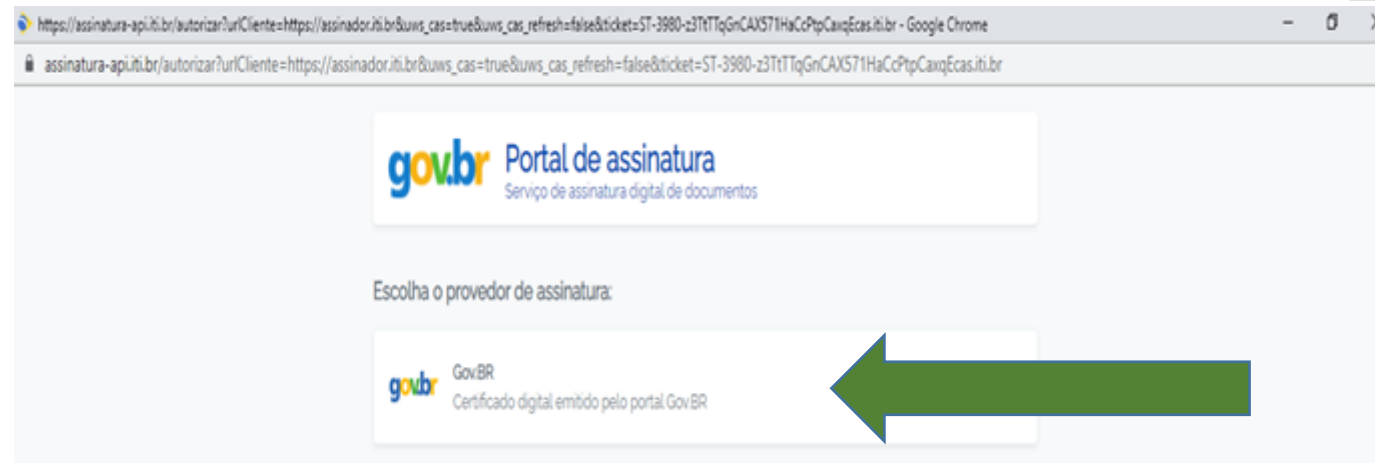 https://assinatura-api.iti.br/autorizar?urlCliente=https://assinador.iti.br&uws_cas=true&uws_cas_refresh=false&ticket=ST-3980-z3TtTTqGnCAX571HaCcPtpCaxqEcas.iti.br - Google Chrome
assinatura-api.iti.br/autorizar?urlCliente=https://assinador.iti.br&uws_cas=true&uws_cas_refresh=false&ticket=ST-3980-z3TtTTqGnCAX571HaCcPtpCaxqEcas.iti.br
gov.br Portal de assinatura
Serviço de assinatura digital de documentos
Escolha o provedor de assinatura:
gov.br Gov.BR
Certificado digital emitido pelo portal Gov.BR